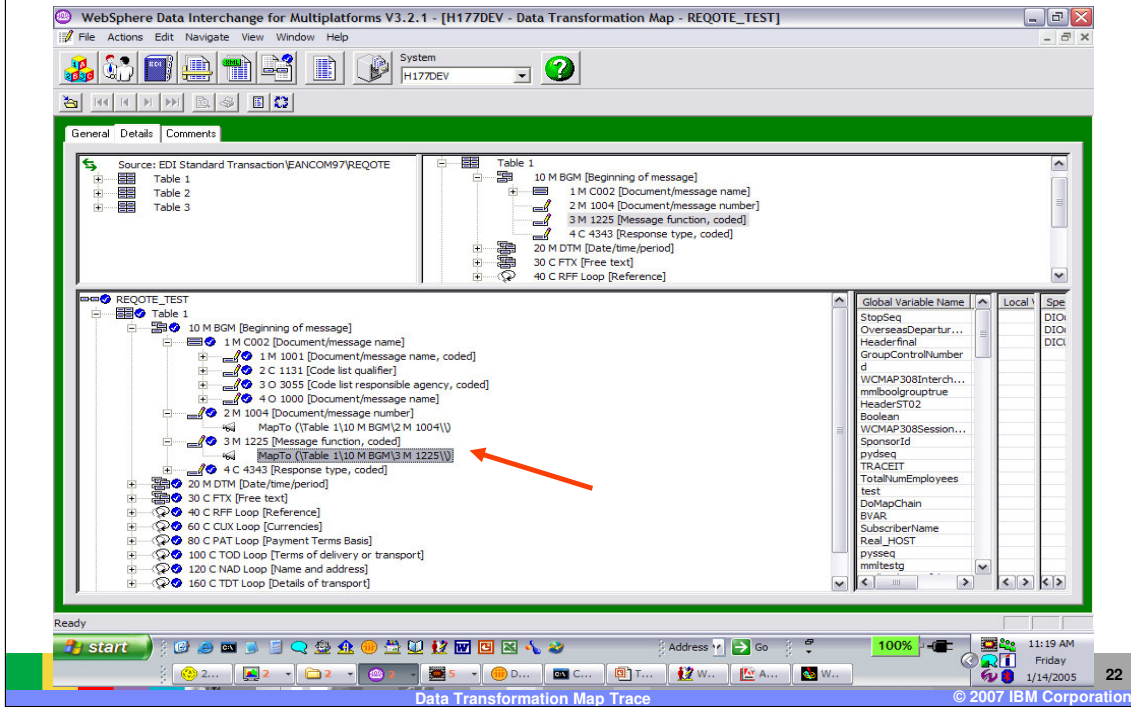 WebSphere Data Interchange for Multiplatforms V3.2.1 - [H177DEV - Data Transformation Map - REQOTE_TEST]
File Actions Edit Navigate View Window Help
System
H177DEV
General Details Comments
Source: EDI Standard Transaction\EANCOM97\REQOTE
Table 1
Table 2
Table 3
Table 1
10 M BGM [Beginning of message]
1 M C002 [Document/message name]
2 M 1004 [Document/message number]
3 M 1225 [Message function, coded]
4 C 4343 [Response type, coded]
20 M DTM [Date/time/period]
30 C FTX [Free text]
40 C RFF Loop [Reference]
REQOTE_TEST
Table 1
10 M BGM [Beginning of message]
1 M C002 [Document/message name]
1 M 1001 [Document/message name, coded]
2 C 1131 [Code list qualifier]
3 O 3055 [Code list responsible agency, coded]
4 O 1000 [Document/message name]
2 M 1004 [Document/message number]
MapTo (\Table 1\10 M BGM\2 M 1004\\)
3 M 1225 [Message function, coded]
MapTo (\Table 1\10 M BGM\3 M 1225\\)
4 C 4343 [Response type, coded]
20 M DTM [Date/time/period]
30 C FTX [Free text]
40 C RFF Loop [Reference]
60 C CUX Loop [Currencies]
80 C PAT Loop [Payment Terms Basis]
100 C TOD Loop [Terms of delivery or transport]
120 C NAD Loop [Name and address]
160 C TDT Loop [Details of transport]
Global Variable Name
StopSeq
OverseasDepartur...
Headerfinal
GroupControlNumber
d
WCMAP308Interch...
mmlboolgrouptrue
HeaderST02
Boolean
WCMAP308Session...
SponsorId
pydseq
TRACEIT
TotalNumEmployees
test
DoMapChain
BVAR
SubscriberName
Real_HOST
pysseq
mmltestg
Local
Spe
Ready
start
Address
Go
100%
11:19 AM
Friday
1/14/2005
2...
2
2
5
D...
C...
T...
W..
A...
W..
22
Data Transformation Map Trace
© 2007 IBM Corporation